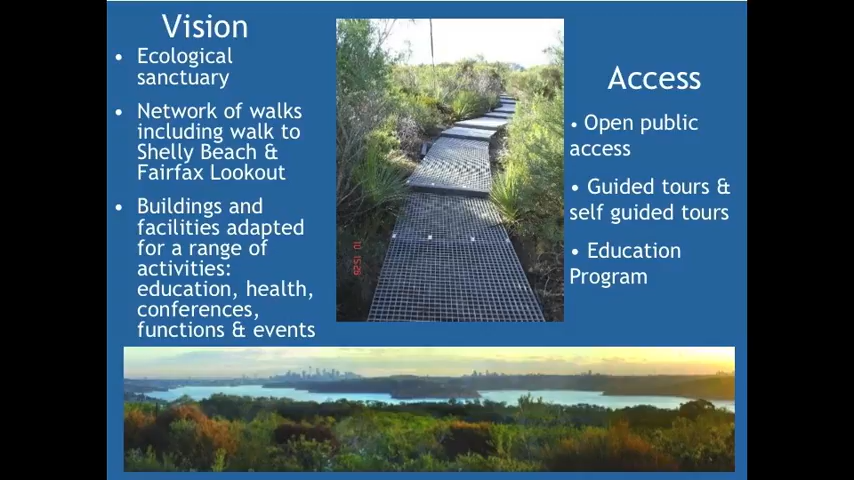 Vision
• Ecological
sanctuary
• Network of walks
including walk to
Shelly Beach &
Fairfax Lookout
• Buildings and
facilities adapted
for a range of
activities:
education, health,
conferences,
functions & events
Access
• Open public
access
• Guided tours &
self guided tours
• Education
Program